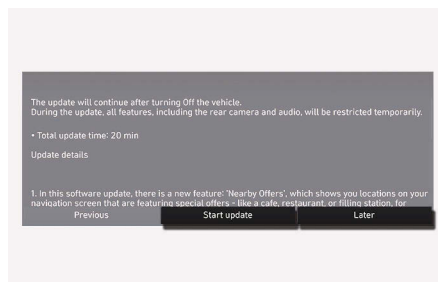 The update will continue after turning Off the vehicle.
During the update, all features, including the rear camera and audio, will be restricted temporarily.
• Total update time: 20 min
Update details
1. In this software update, there is a new feature: 'Nearby Offers', which shows you locations on your
navigation screen that are featuring special offers - like a cafe, restaurant, or filling station, for
Previous
Start update
Later